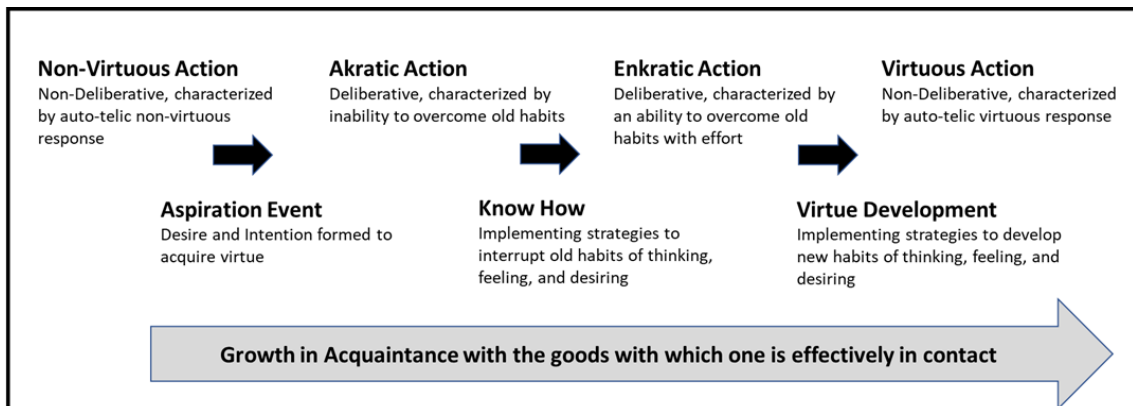 Non-Virtuous Action
Non-Deliberative, characterized
by auto-telic non-virtuous
response
Akratic Action
Deliberative, characterized by
inability to overcome old habits
Enkratic Action
Deliberative, characterized by
an ability to overcome old
habits with effort
Virtuous Action
Non-Deliberative, characterized
by auto-telic virtuous response
Aspiration Event
Desire and Intention formed to
acquire virtue
Know How
Implementing strategies to
interrupt old habits of thinking,
feeling, and desiring
Virtue Development
Implementing strategies to develop
new habits of thinking, feeling, and
desiring
Growth in Acquaintance with the goods with which one is effectively in contact